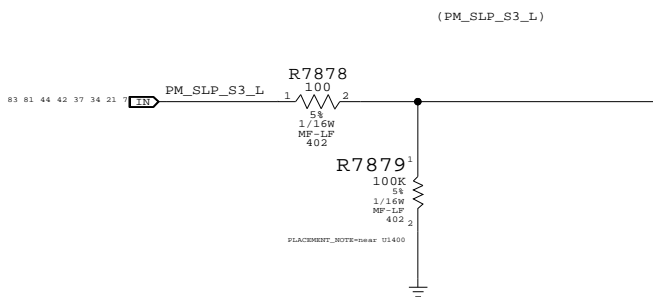 (PM_SLP_S3_L)
R7878
100
83 81 44 42 37 34 21 7 IN PM_SLP_S3_L 1 2
5%
1/16W
MF-LF
402
R7879 1
100K
5%
1/16W
MF-LF
402 2
PLACEMENT_NOTE=near U1400